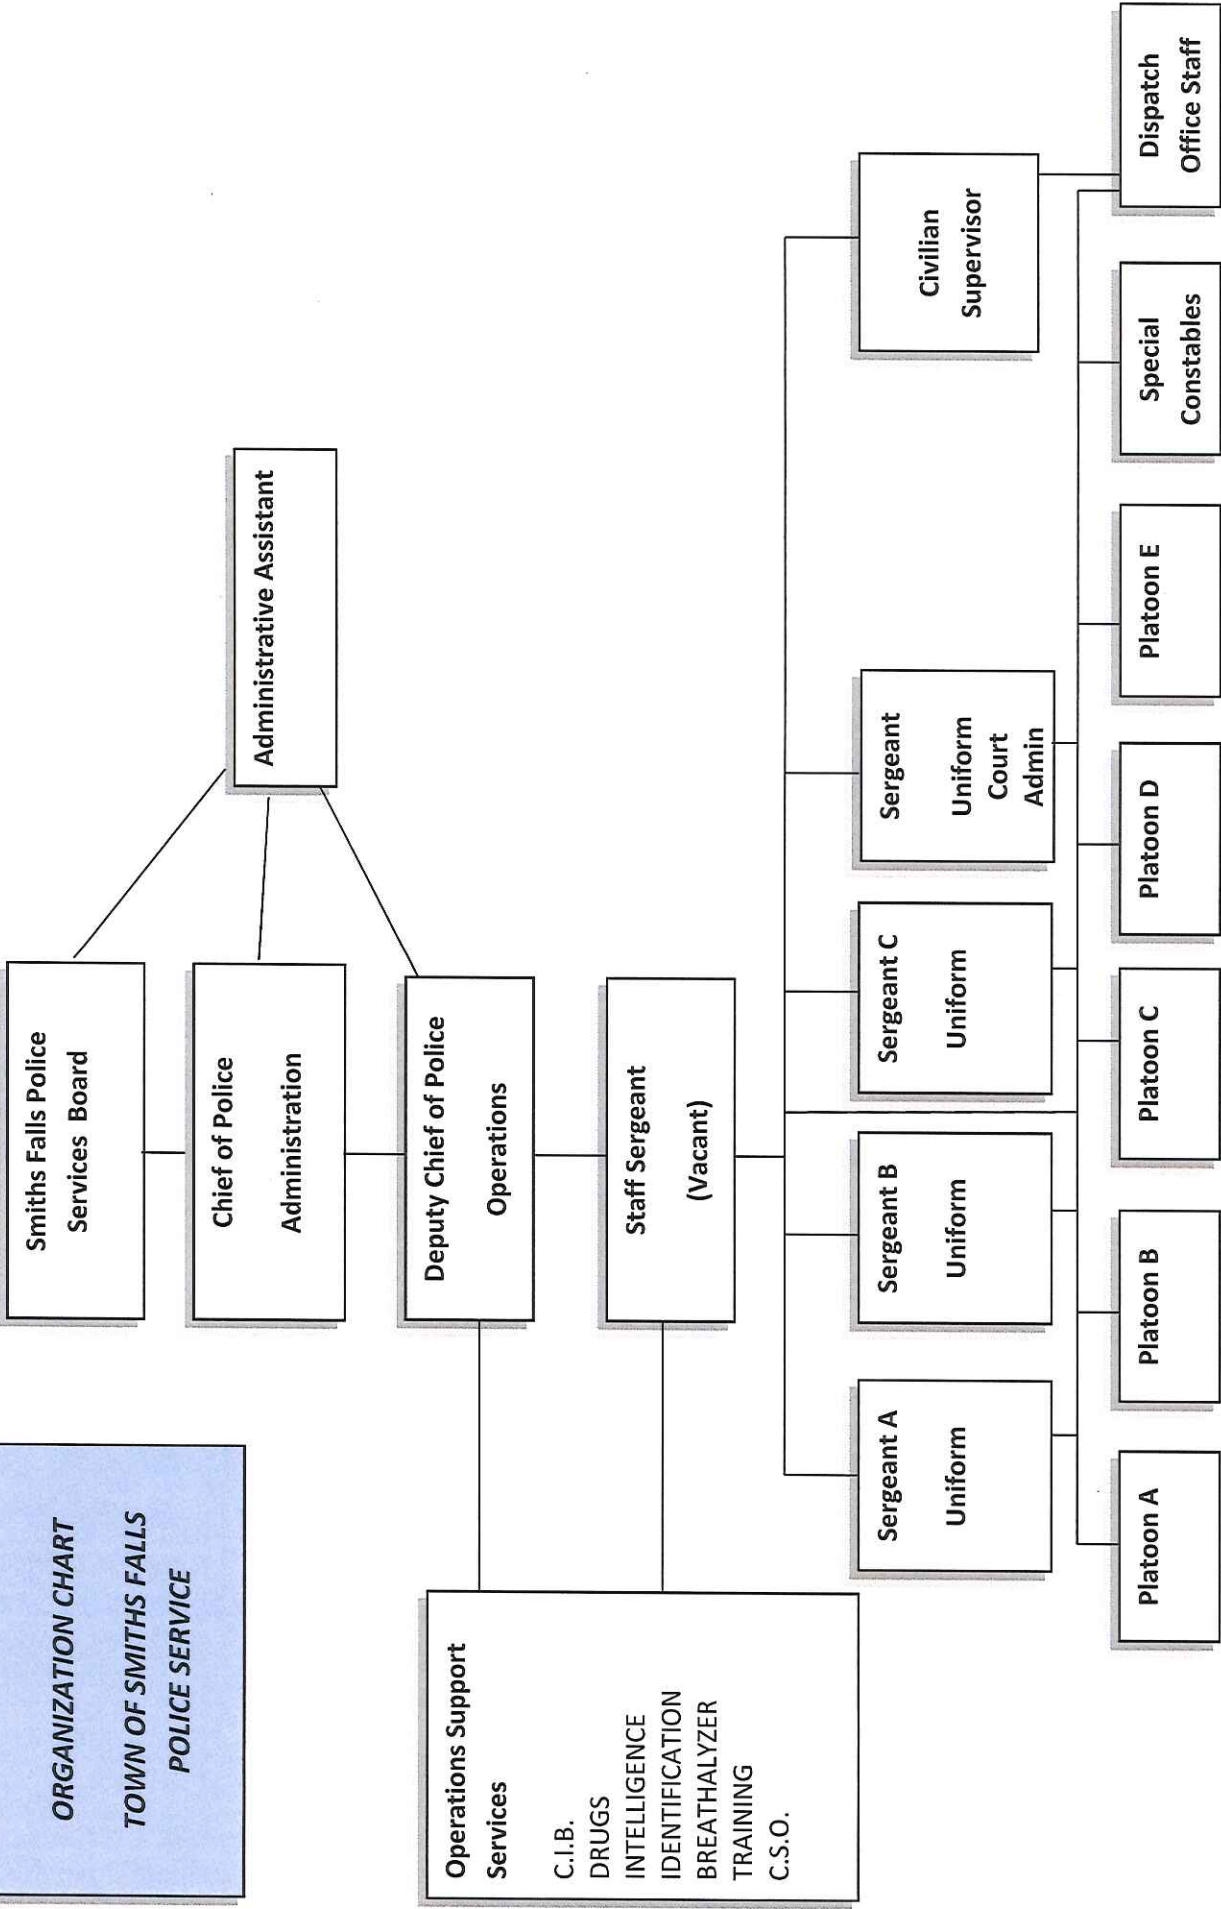 ORGANIZATION CHART
TOWN OF SMITHS FALLS
POLICE SERVICE
Smiths Falls Police
Services Board
Chief of Police
Administration
Administrative Assistant
Deputy Chief of Police
Operations
Operations Support
Services
C.I.B.
DRUGS
INTELLIGENCE
IDENTIFICATION
BREATHALYZER
TRAINING
C.S.O.
Staff Sergeant
(Vacant)
Sergeant A
Uniform
Sergeant B
Uniform
Sergeant C
Uniform
Sergeant
Uniform
Court
Admin
Civilian
Supervisor
Platoon A
Platoon B
Platoon C
Platoon D
Platoon E
Special
Constables
Dispatch
Office Staff